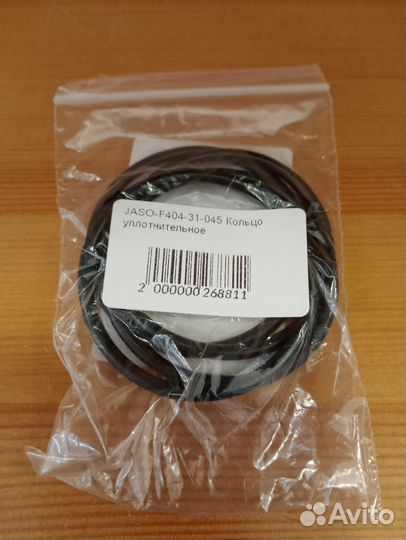 JASO-F404-31-045 Кольцо
уплотнительное
2 000000 268811
Avito